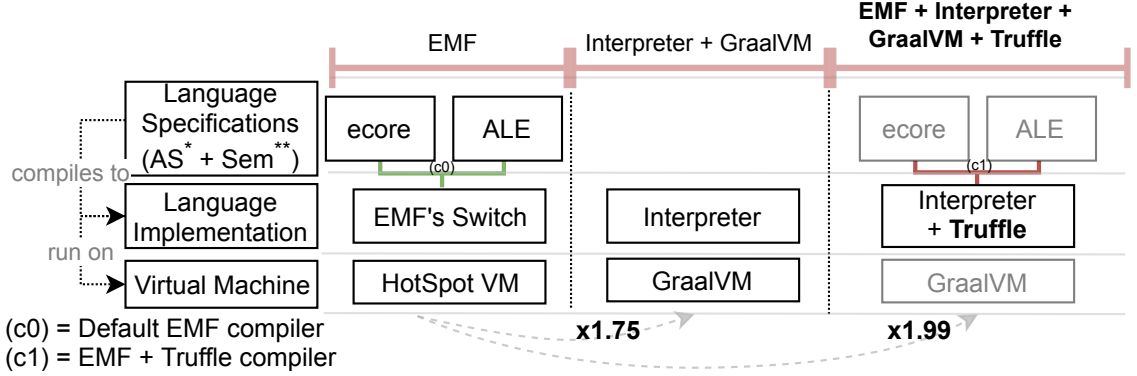 EMF + Interpreter +
GraalVM + Truffle
EMF
Interpreter + GraalVM
Language
Specifications
(AS* + Sem**)
ecore
ALE
(c0)
ecore
ALE
(c1)
compiles to
Language
Implementation
EMF's Switch
Interpreter
Interpreter
+ Truffle
run on
Virtual Machine
HotSpot VM
GraalVM
GraalVM
(c0) = Default EMF compiler
(c1) = EMF + Truffle compiler
x1.75
x1.99